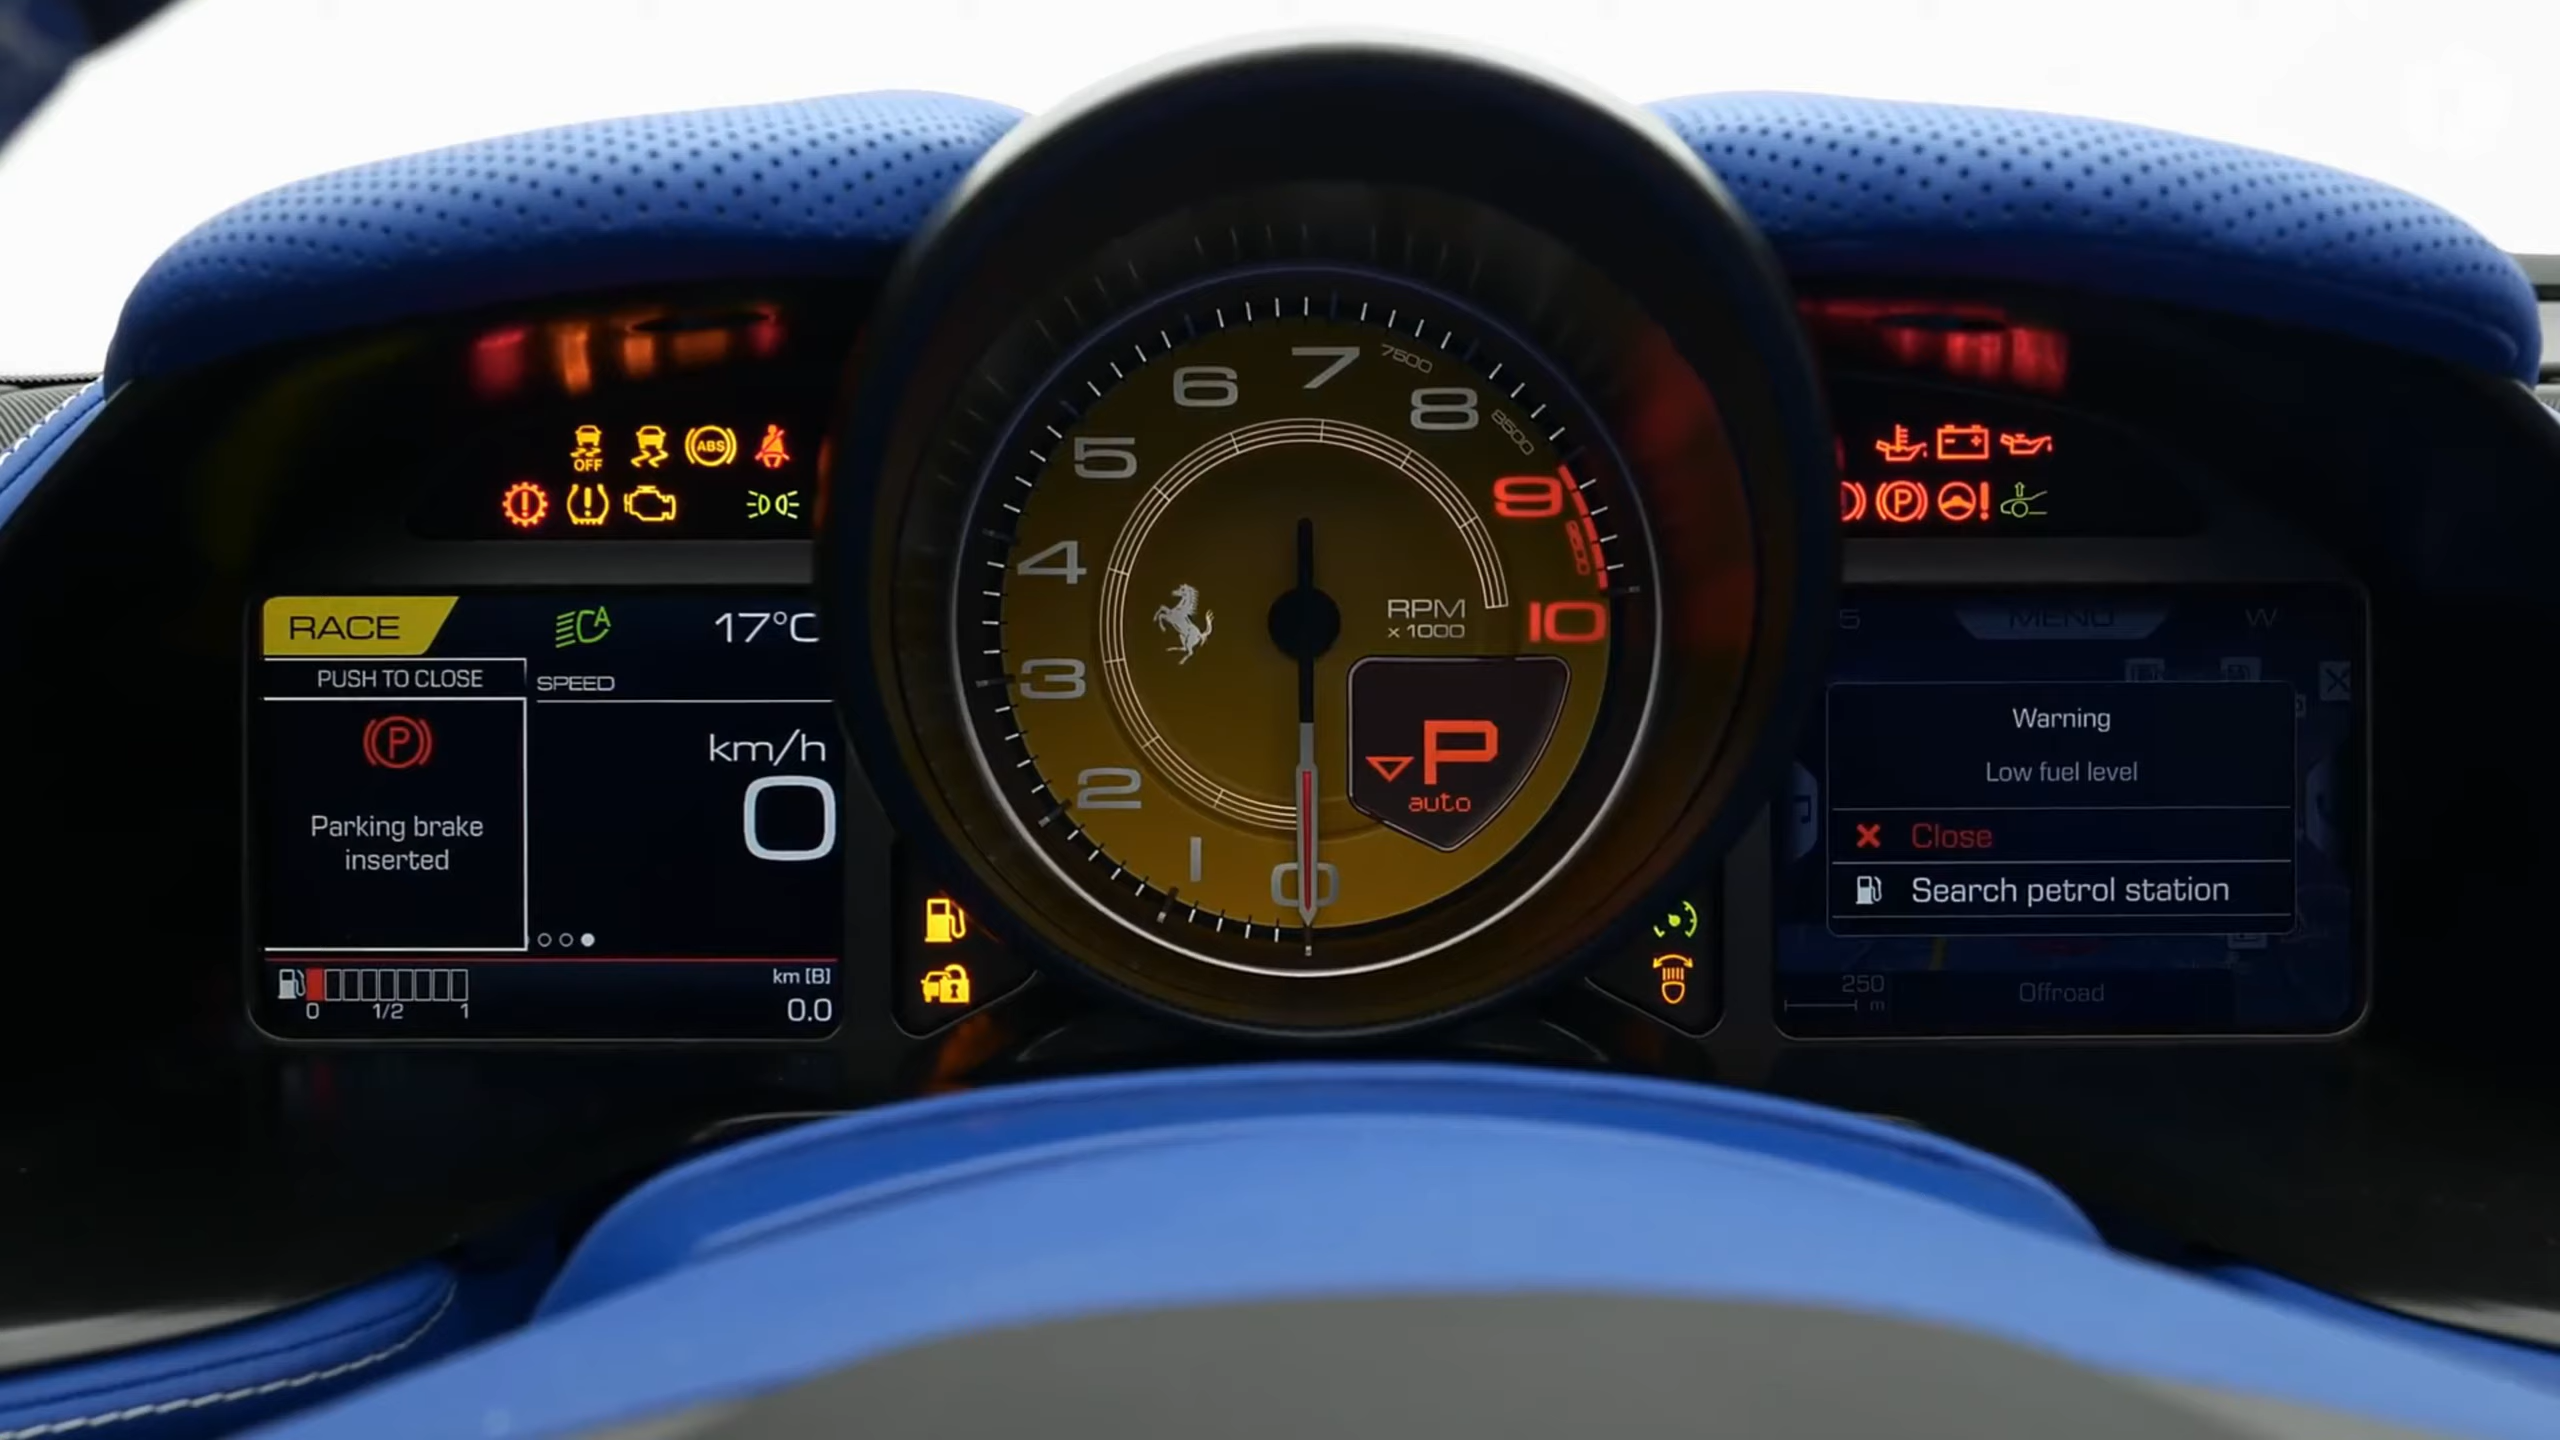 OFF
ABS
P
RACE
A
17°C
PUSH TO CLOSE
SPEED
P
Parking brake
inserted
km/h
0
0
1/2
1
km [B]
0.0
0
1
2
3
4
5
6
7
7500
8
8500
9
9500
10
RPM
x 1000
P
auto
MENU
W
Warning
Low fuel level
Close
Search petrol station
250
m
Offroad